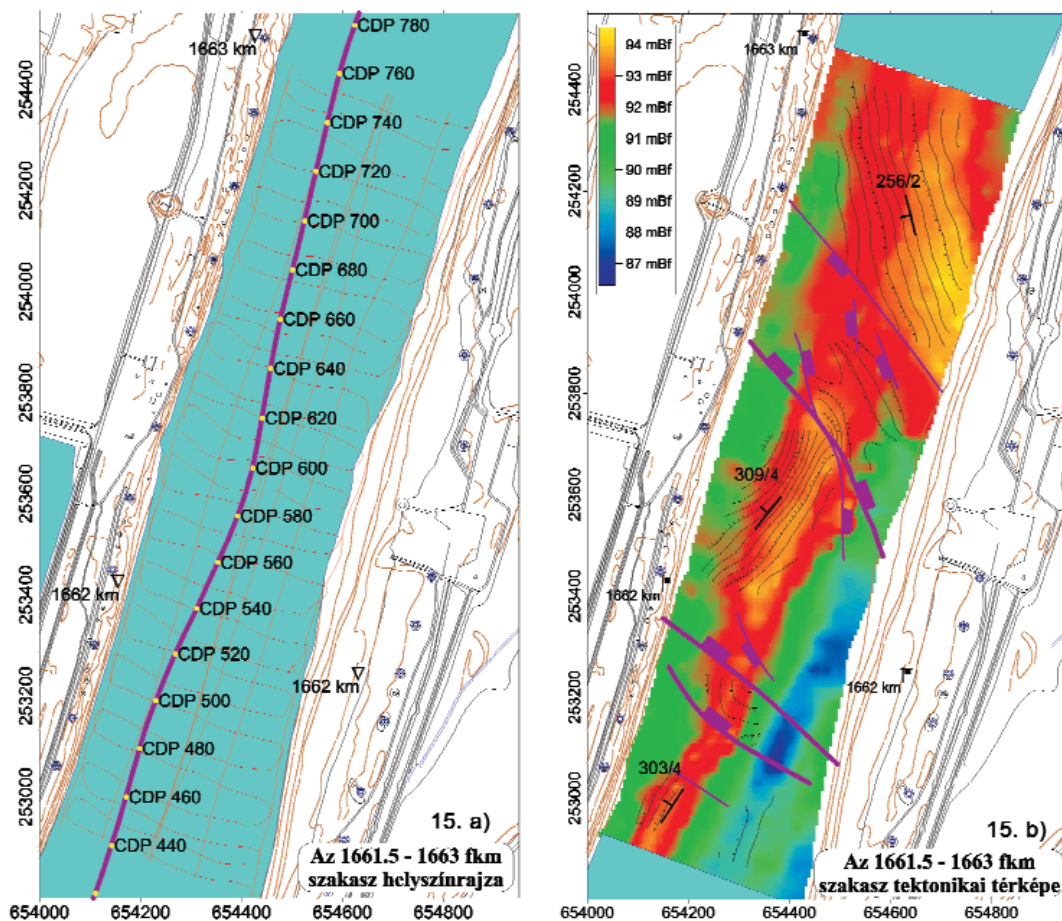 CDP 780
1663 km
CDP 760
CDP 740
CDP 720
CDP 700
CDP 680
CDP 660
CDP 640
CDP 620
CDP 600
CDP 580
CDP 560
1662 km
CDP 540
CDP 520
1662 km
CDP 500
CDP 480
CDP 460
CDP 440
15. a)
Az 1661.5 - 1663 fkm
szakasz helyszínrajza
254400
254200
254000
253800
253600
253400
253200
253000
654000
654200
654400
654600
654800
94 mBf
93 mBf
92 mBf
91 mBf
90 mBf
89 mBf
88 mBf
87 mBf
1663 km
256/2
309/4
1662 km
1662 km
303/4
15. b)
Az 1661.5 - 1663 fkm
szakasz tektonikai térképe
254400
254200
254000
253800
253600
253400
253200
253000
654000
654200
654400
654600